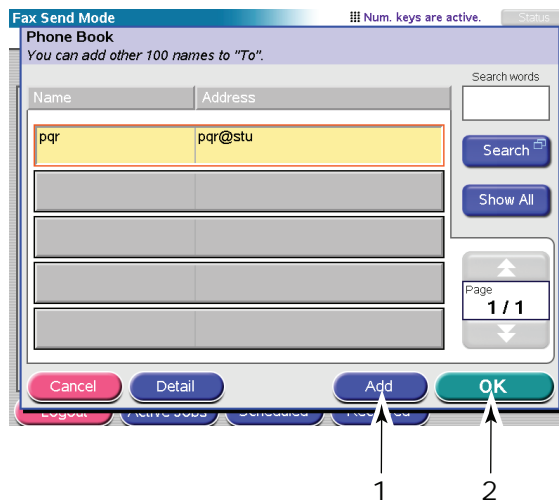 Fax Send Mode
Num. keys are active.
Status
Phone Book
You can add other 100 names to "To".
Search words
Name
Address
pqr
pqr@stu
Search
Show All
Page
1 / 1
Cancel
Detail
Add
OK
Logout
Active Jobs
Scheduled
1
2